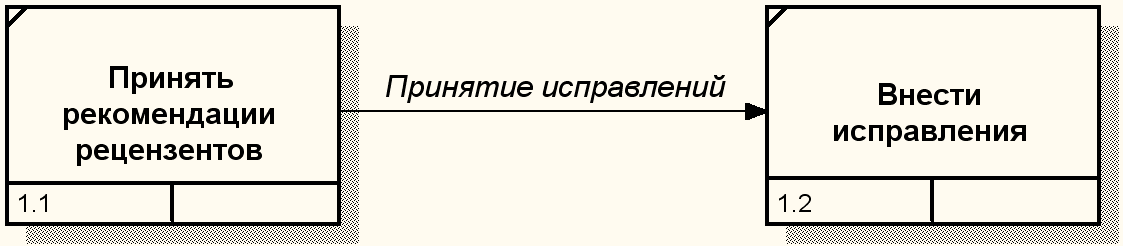 Принять
рекомендации
рецензентов
1.1
Принятие исправлений
Внести
исправления
1.2